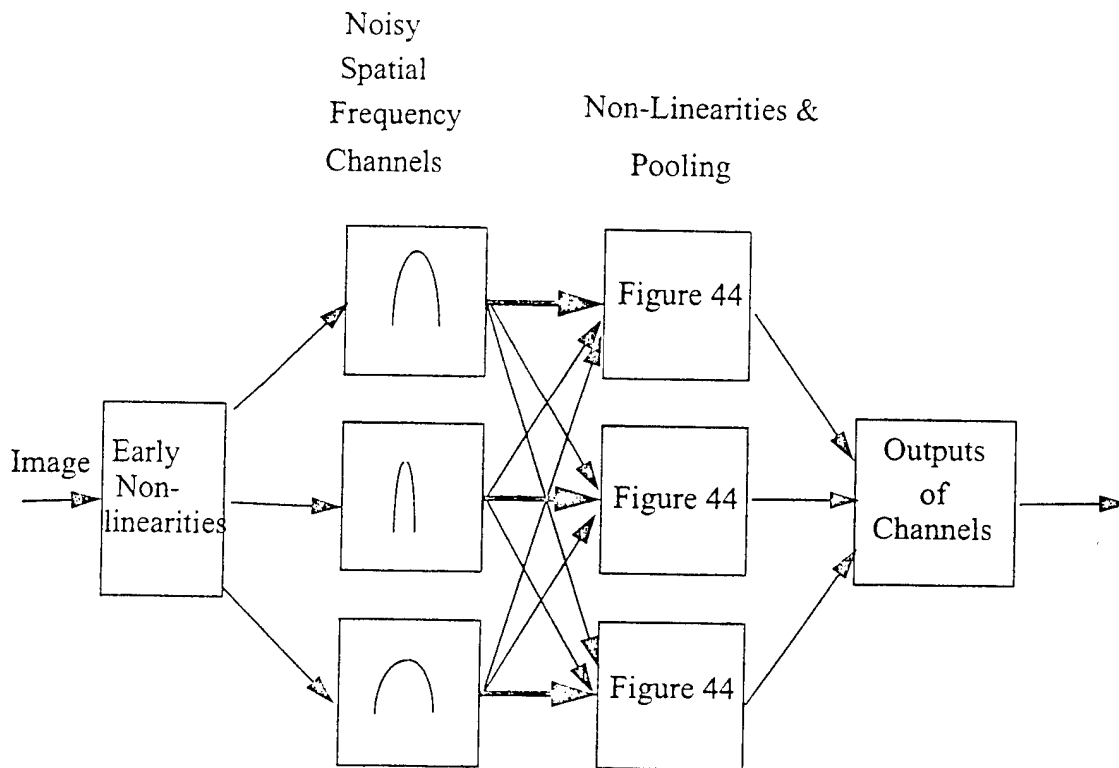 Noisy
Spatial
Frequency
Channels
Non-Linearities &
Pooling
Image
Early
Non-
linearities
Figure 44
Figure 44
Figure 44
Outputs
of
Channels